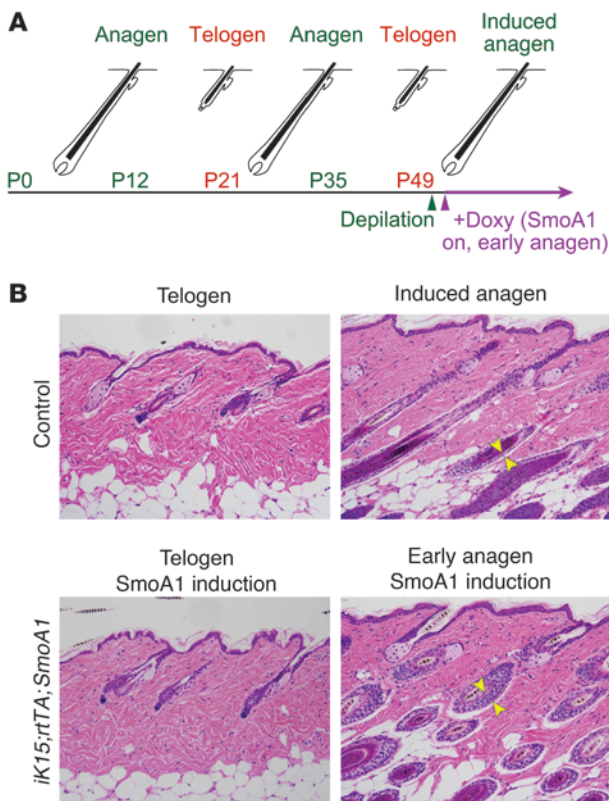 A
Anagen Telogen Anagen Telogen Induced anagen
P0 P12 P21 P35 P49
Depilation
+Doxy (SmoA1
on, early anagen)
B
Telogen
Induced anagen
Control
Telogen
SmoA1 induction
Early anagen
SmoA1 induction
iK15;rtTA;SmoA1